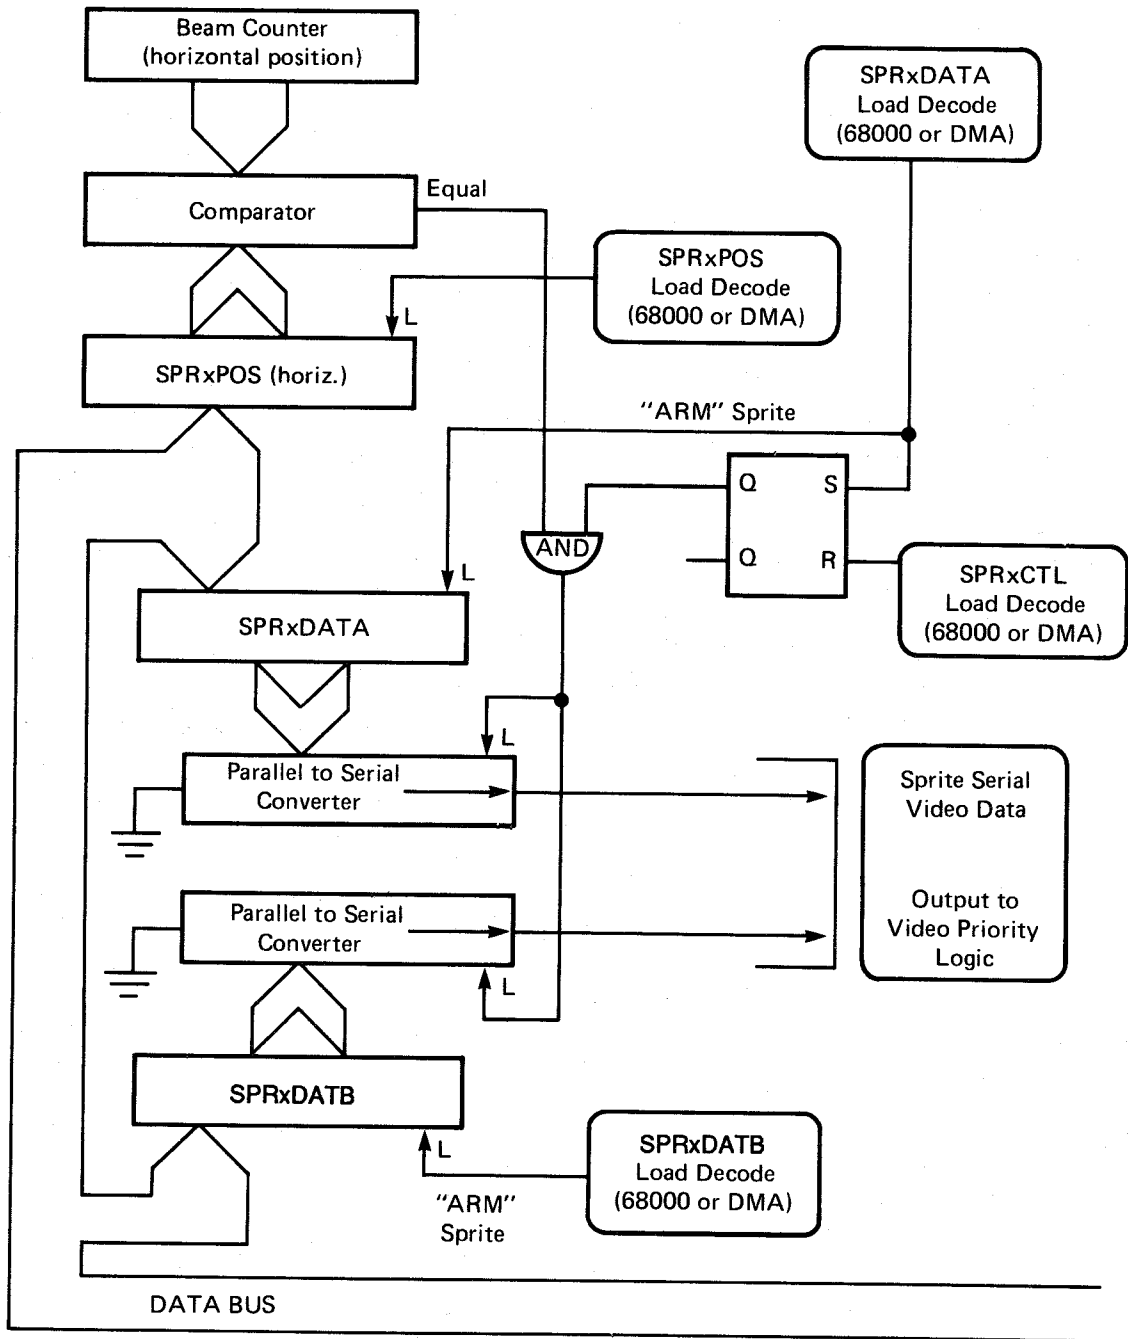 Beam Counter
(horizontal position)
SPRxDATA
Load Decode
(68000 or DMA)
Comparator
Equal
SPRxPOS
Load Decode
(68000 or DMA)
L
SPRxPOS (horiz.)
"ARM" Sprite
Q S
Q R
AND
SPRxCTL
Load Decode
(68000 or DMA)
L
SPRxDATA
L
Parallel to Serial
Converter
Sprite Serial
Video Data
Output to
Video Priority
Logic
Parallel to Serial
Converter
L
SPRxDATB
L
SPRxDATB
Load Decode
(68000 or DMA)
"ARM"
Sprite
DATA BUS